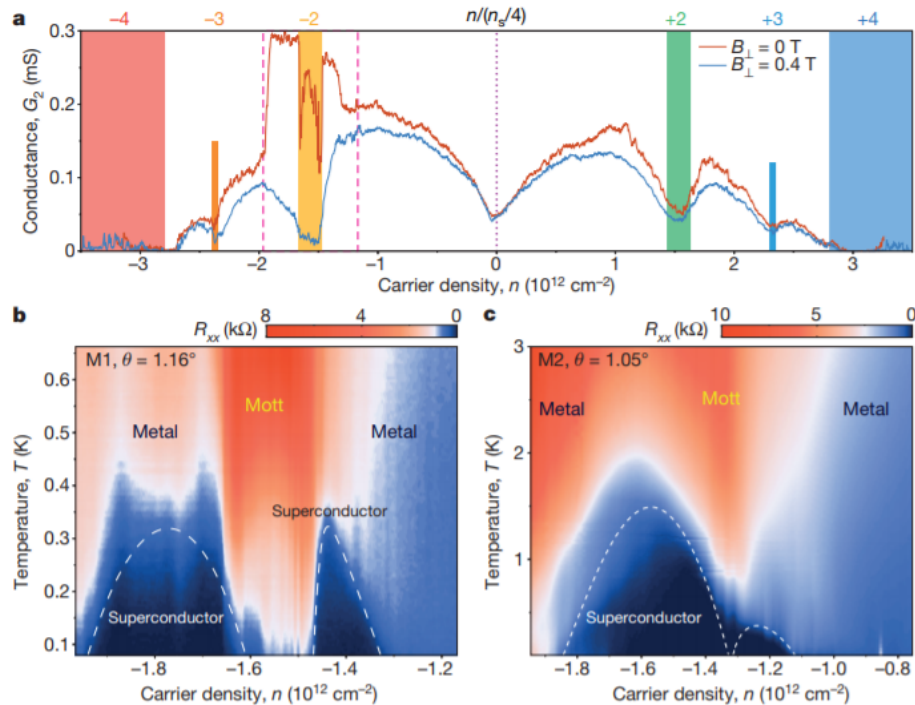 a
−4 −3 −2 n/(ns/4) +2 +3 +4
Conductance, G2 (mS)
0.3
0.2
0.1
0
B⊥ = 0 T
B⊥ = 0.4 T
−3 −2 −1 0 1 2 3
Carrier density, n (10¹² cm⁻²)
b
Rxx (kΩ)
8 4 0
M1, θ = 1.16°
Mott
Metal
Metal
Superconductor
Superconductor
Temperature, T (K)
0.6
0.5
0.4
0.3
0.2
0.1
−1.8 −1.6 −1.4 −1.2
Carrier density, n (10¹² cm⁻²)
c
Rxx (kΩ)
10 5 0
M2, θ = 1.05°
Metal
Mott
Metal
Superconductor
Temperature, T (K)
3
2
1
−1.8 −1.6 −1.4 −1.2 −1.0 −0.8
Carrier density, n (10¹² cm⁻²)